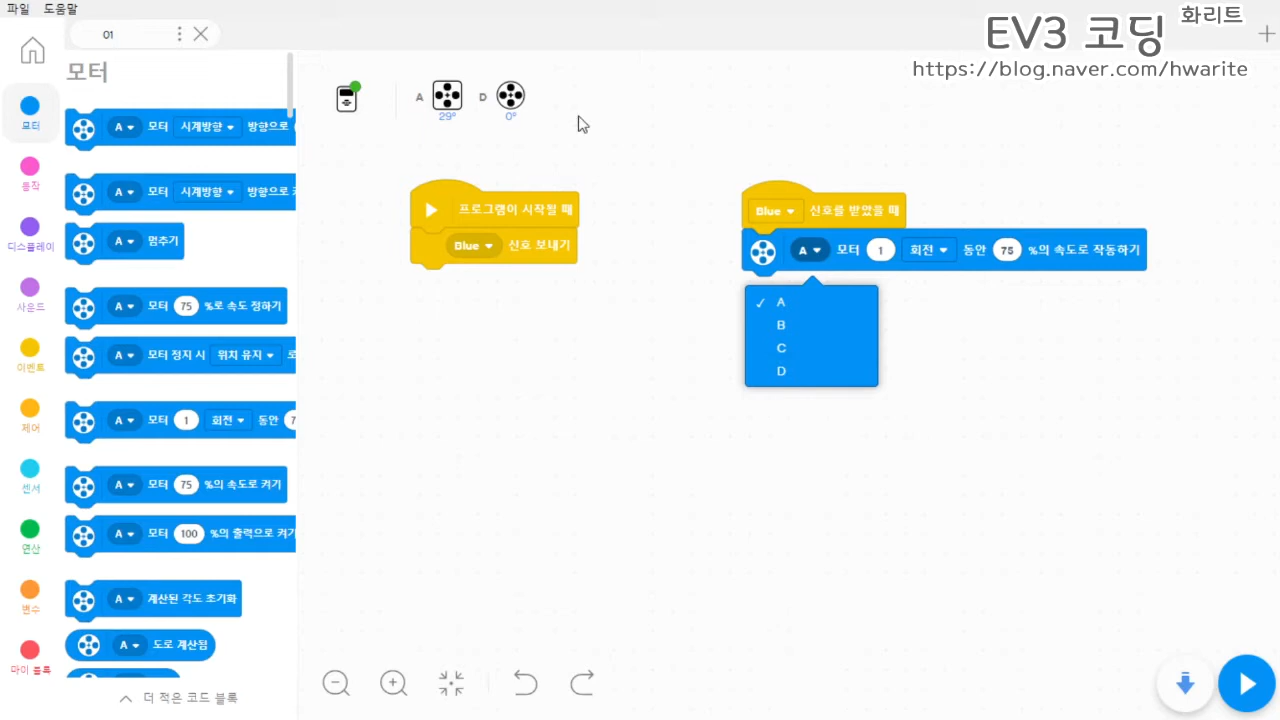 파일 도움말
화리트
01
EV3 코딩
https://blog.naver.com/hwarite
모터
A D
29° 0°
모터
동작
디스플레이
사운드
이벤트
제어
센서
연산
변수
마이 블록
A 모터 시계방향 방향으로
A 모터 시계방향 방향으로
A 멈추기
A 모터 75 %로 속도 정하기
A 모터 정지 시 위치 유지 로
A 모터 1 회전 동안
A 모터 75 %의 속도로 켜기
A 모터 100 %의 출력으로 켜기
A 계산된 각도 초기화
A 도로 계산됨
더 적은 코드 블록
프로그램이 시작될 때
Blue 신호 보내기
Blue 신호를 받았을 때
A 모터 1 회전 동안 75 %의 속도로 작동하기
✓ A
B
C
D